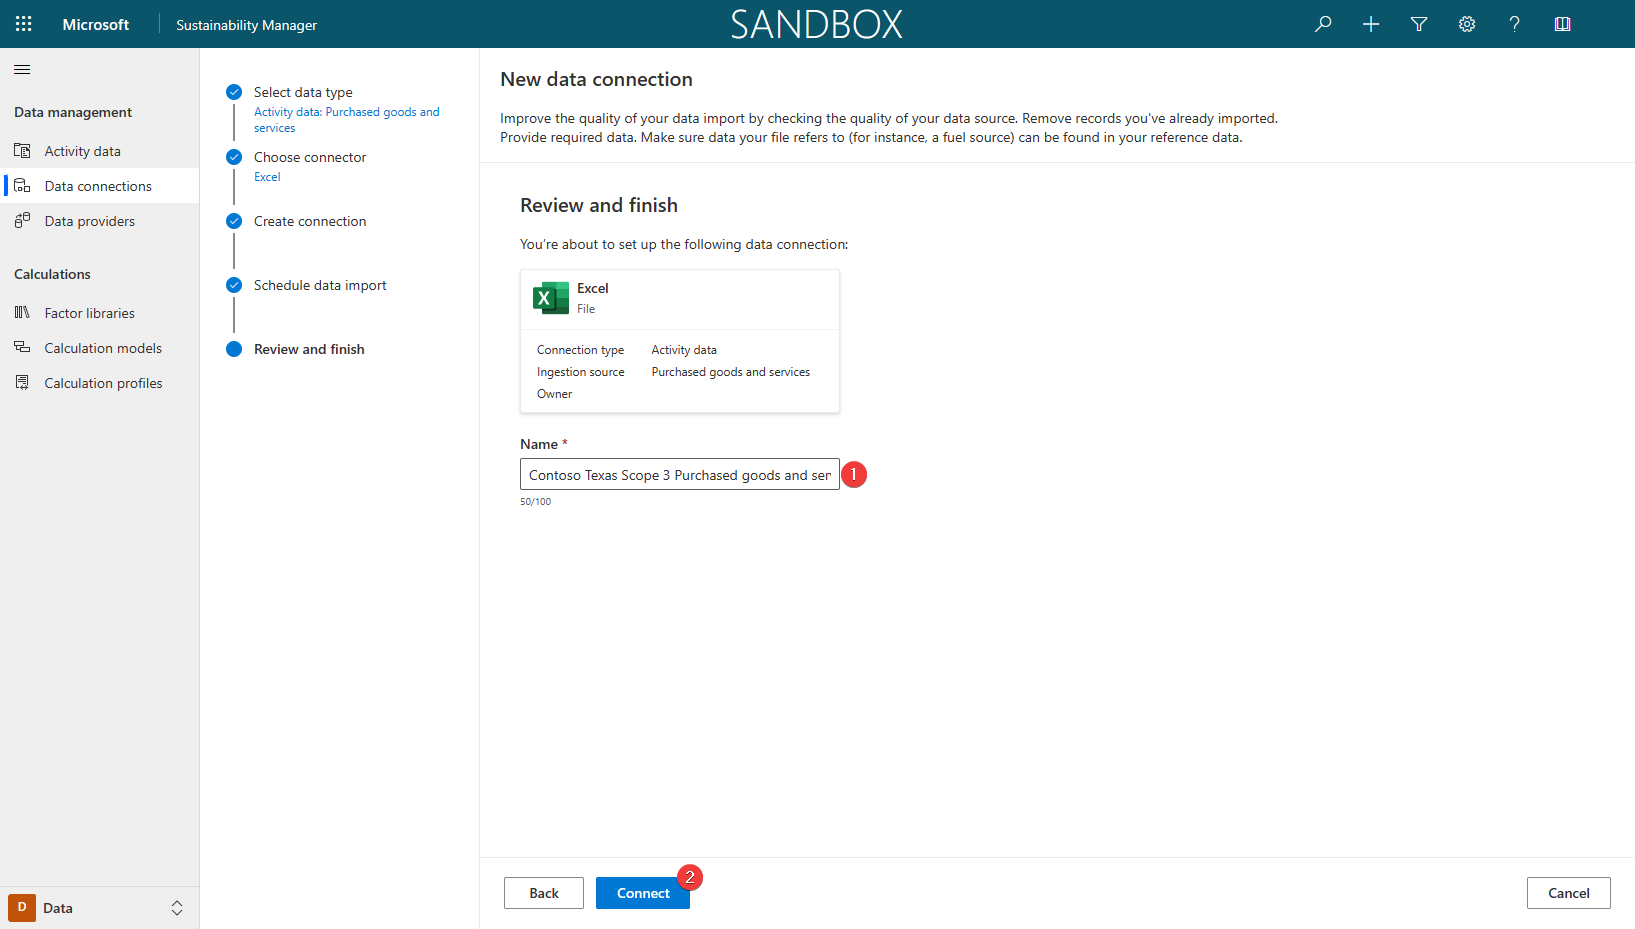 Microsoft
Sustainability Manager
SANDBOX
?
Data management
Activity data
Data connections
Data providers
Calculations
Factor libraries
Calculation models
Calculation profiles
D
Data
Select data type
Activity data: Purchased goods and
services
Choose connector
Excel
Create connection
Schedule data import
Review and finish
New data connection
Improve the quality of your data import by checking the quality of your data source. Remove records you've already imported.
Provide required data. Make sure data your file refers to (for instance, a fuel source) can be found in your reference data.
Review and finish
You're about to set up the following data connection:
X
Excel
File
Connection type Activity data
Ingestion source Purchased goods and services
Owner
Name *
Contoso Texas Scope 3 Purchased goods and ser
1
50/100
Back
Connect
2
Cancel